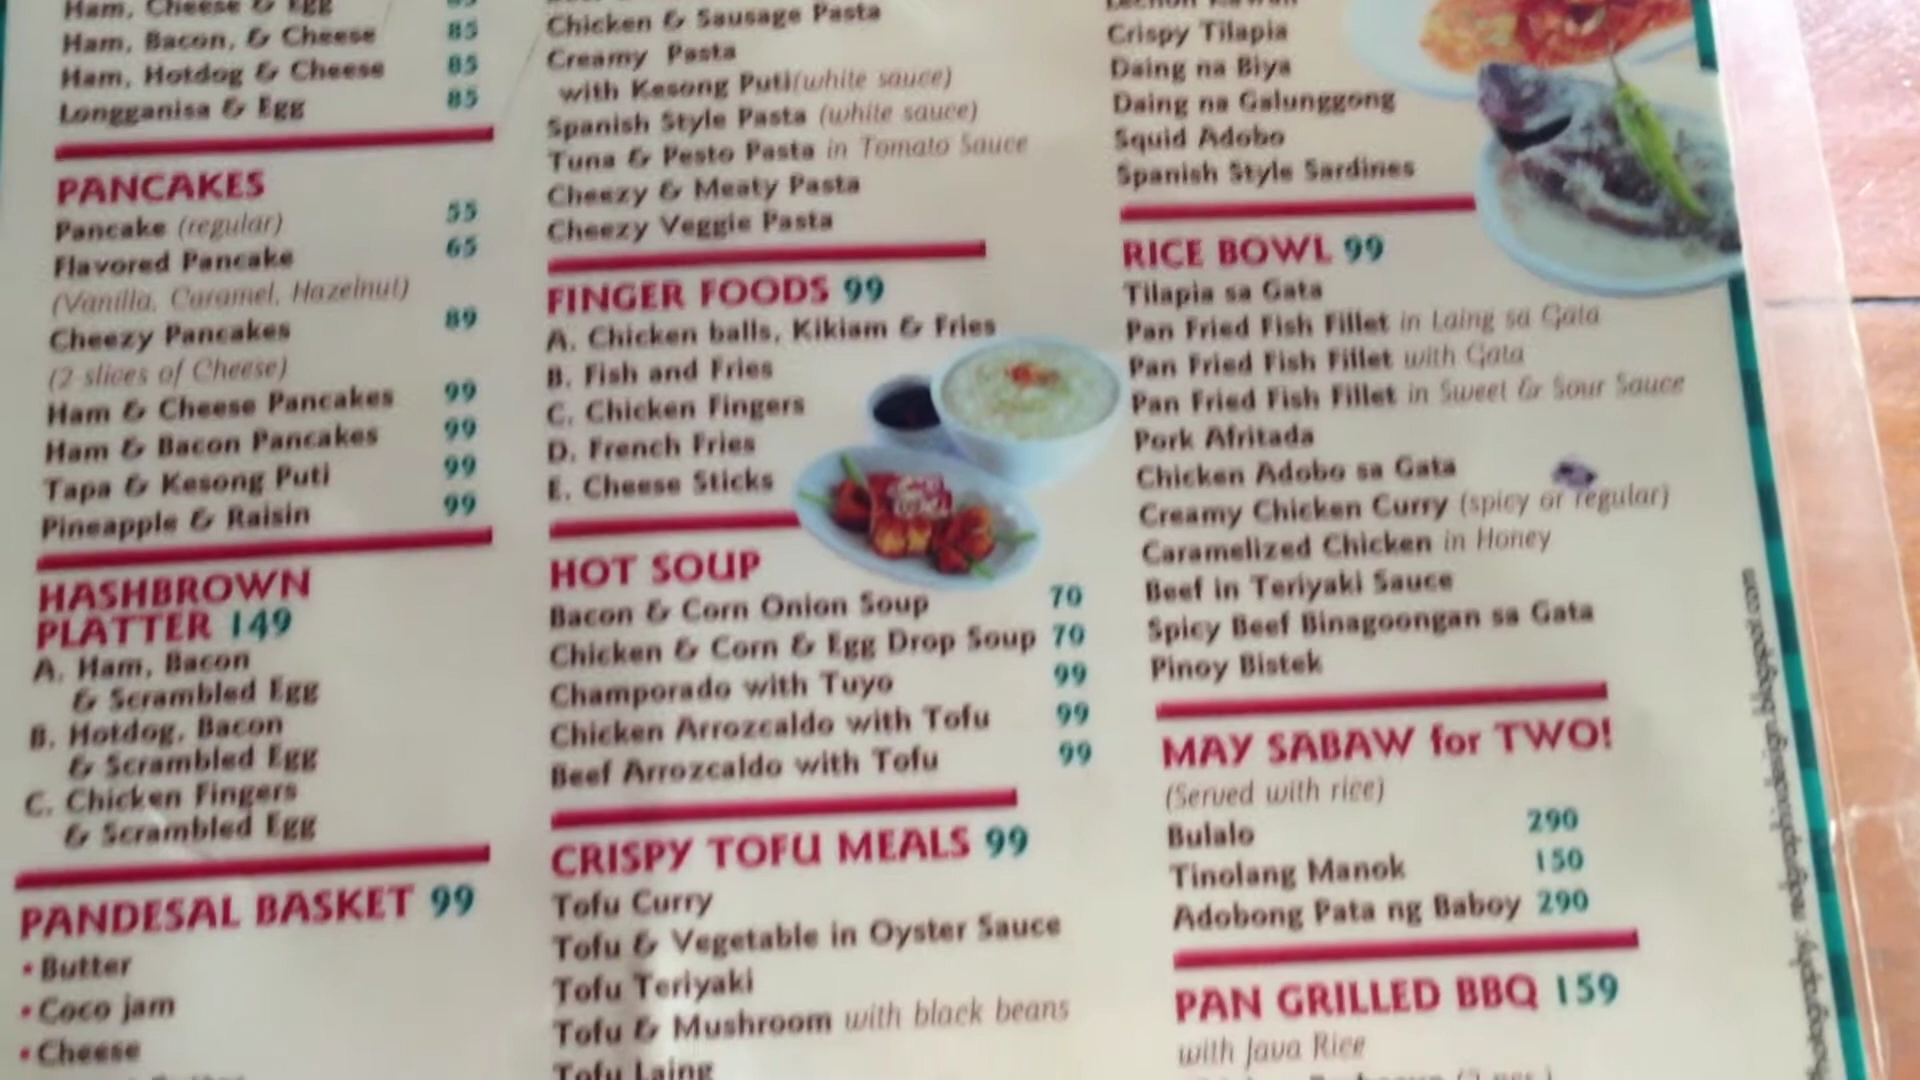 Ham, Cheese & Egg 85
Ham, Bacon, & Cheese 85
Ham, Hotdog & Cheese 85
Longganisa & Egg 85
PANCAKES
Pancake (regular) 55
Flavored Pancake 65
(Vanilla, Caramel, Hazelnut)
Cheezy Pancakes 89
(2 slices of Cheese)
Ham & Cheese Pancakes 99
Ham & Bacon Pancakes 99
Tapa & Kesong Puti 99
Pineapple & Raisin 99
HASHBROWN
PLATTER 149
A. Ham, Bacon
& Scrambled Egg
B. Hotdog, Bacon
& Scrambled Egg
C. Chicken Fingers
& Scrambled Egg
PANDESAL BASKET 99
• Butter
• Coco jam
• Cheese
Chicken & Sausage Pasta
Creamy Pasta
with Kesong Puti(white sauce)
Spanish Style Pasta (white sauce)
Tuna & Pesto Pasta in Tomato Sauce
Cheezy & Meaty Pasta
Cheezy Veggie Pasta
FINGER FOODS 99
A. Chicken balls, Kikiam & Fries
B. Fish and Fries
C. Chicken Fingers
D. French Fries
E. Cheese Sticks
HOT SOUP
Bacon & Corn Onion Soup 70
Chicken & Corn & Egg Drop Soup 70
Champorado with Tuyo 99
Chicken Arrozcaldo with Tofu 99
Beef Arrozcaldo with Tofu 99
CRISPY TOFU MEALS 99
Tofu Curry
Tofu & Vegetable in Oyster Sauce
Tofu Teriyaki
Tofu & Mushroom with black beans
Tofu Laing
Lechon Kawali
Crispy Tilapia
Daing na Biya
Daing na Galunggong
Squid Adobo
Spanish Style Sardines
RICE BOWL 99
Tilapia sa Gata
Pan Fried Fish Fillet in Laing sa Gata
Pan Fried Fish Fillet with Gata
Pan Fried Fish Fillet in Sweet & Sour Sauce
Pork Afritada
Chicken Adobo sa Gata
Creamy Chicken Curry (spicy or regular)
Caramelized Chicken in Honey
Beef in Teriyaki Sauce
Spicy Beef Binagoongan sa Gata
Pinoy Bistek
MAY SABAW for TWO!
(Served with rice)
Bulalo 290
Tinolang Manok 150
Adobong Pata ng Baboy 290
PAN GRILLED BBQ 159
with Java Rice